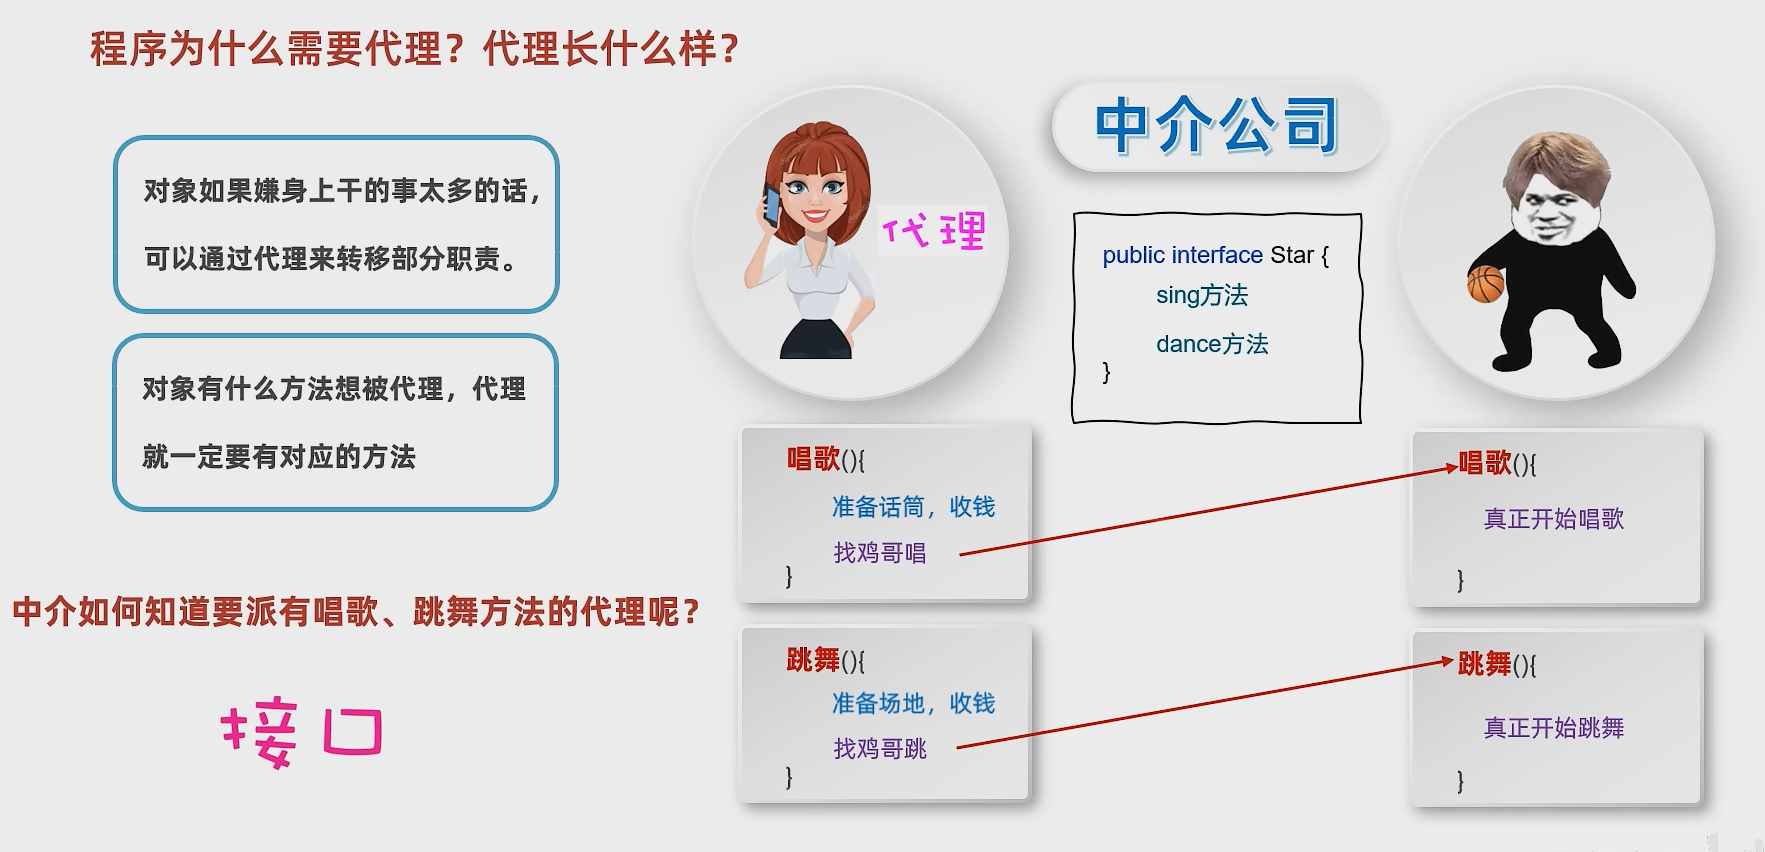 程序为什么需要代理？代理长什么样？
对象如果嫌身上干的事太多的话，
可以通过代理来转移部分职责。
对象有什么方法想被代理，代理
就一定要有对应的方法
中介如何知道要派有唱歌、跳舞方法的代理呢？
接口
代理
中介公司
public interface Star {
sing方法
dance方法
}
唱歌(){
准备话筒，收钱
找鸡哥唱
}
跳舞(){
准备场地，收钱
找鸡哥跳
}
唱歌(){
真正开始唱歌
}
跳舞(){
真正开始跳舞
}